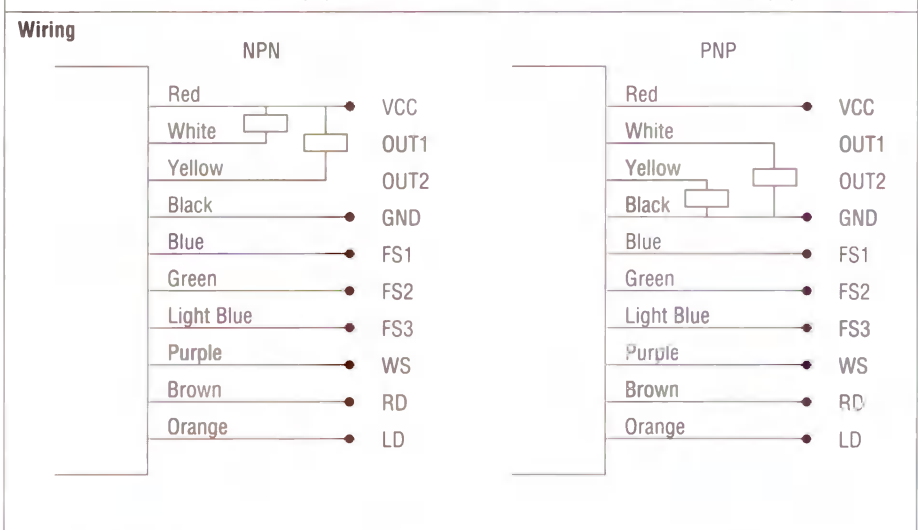 Wiring
NPN
Red
VCC
White
OUT1
Yellow
OUT2
Black
GND
Blue
FS1
Green
FS2
Light Blue
FS3
Purple
WS
Brown
RD
Orange
LD
PNP
Red
VCC
White
OUT1
Yellow
OUT2
Black
GND
Blue
FS1
Green
FS2
Light Blue
FS3
Purple
WS
Brown
RD
Orange
LD